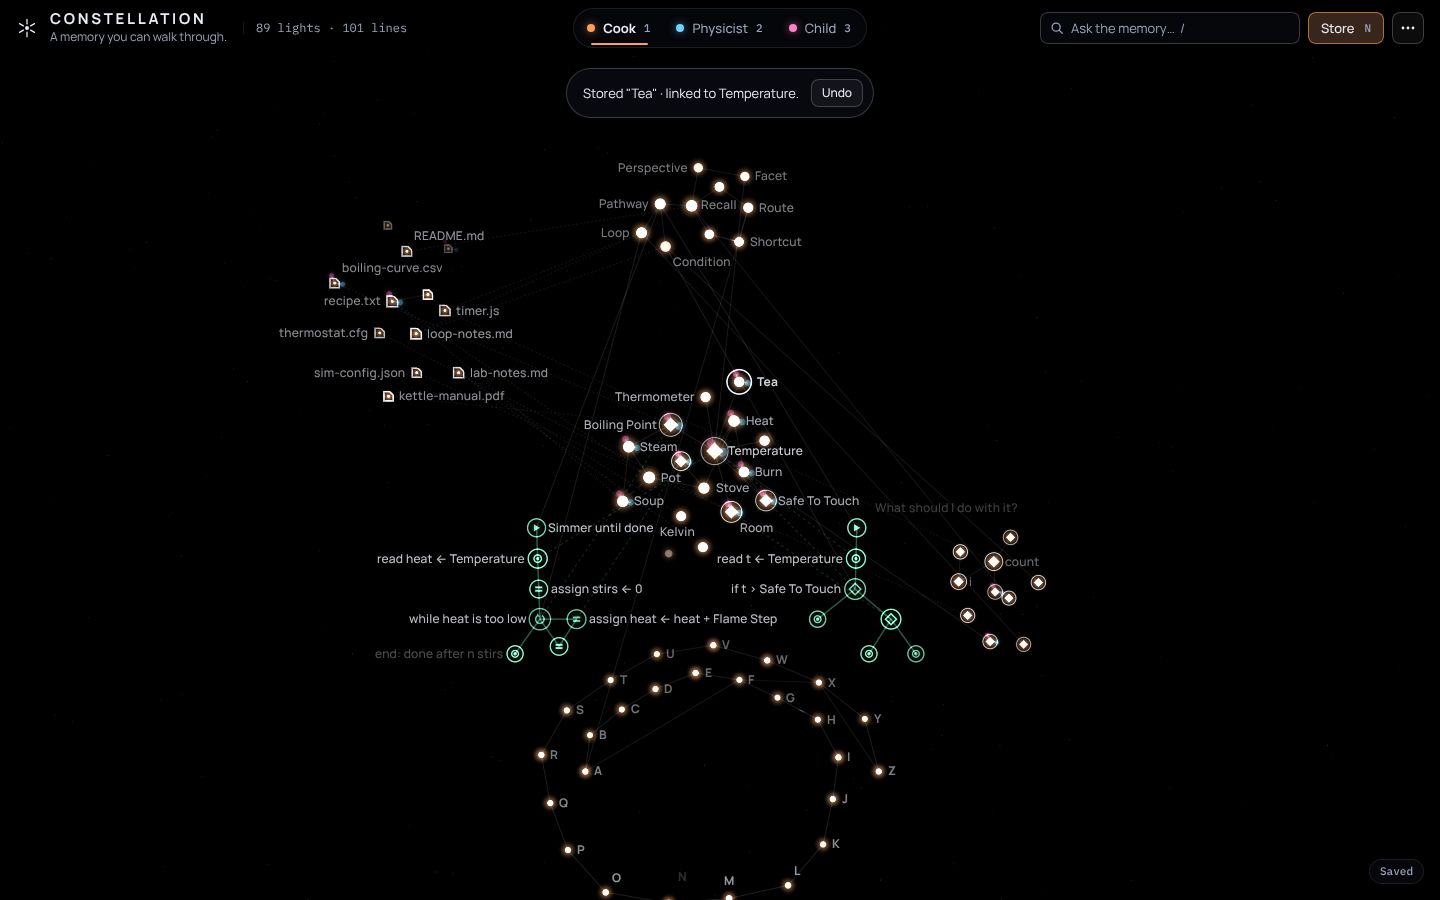 CONSTELLATION
A memory you can walk through.
89 lights · 101 lines
Cook 1
Physicist 2
Child 3
Ask the memory... /
Store N
Stored "Tea" · linked to Temperature.
Undo
Perspective
Facet
Pathway
Recall
Route
Loop
Shortcut
Condition
README.md
boiling-curve.csv
recipe.txt
timer.js
thermostat.cfg
loop-notes.md
sim-config.json
lab-notes.md
kettle-manual.pdf
Tea
Thermometer
Boiling Point
Heat
Steam
Temperature
Pot
Burn
Stove
Soup
Safe To Touch
What should I do with it?
Simmer until done
Kelvin
Room
read heat ← Temperature
read t ← Temperature
count
assign stirs ← 0
if t > Safe To Touch
i
while heat is too low
assign heat ← heat + Flame Step
end: done after n stirs
U
V
W
T
D
E
F
X
S
C
G
Y
B
H
R
A
I
Z
Q
J
P
K
O
N
M
L
Saved